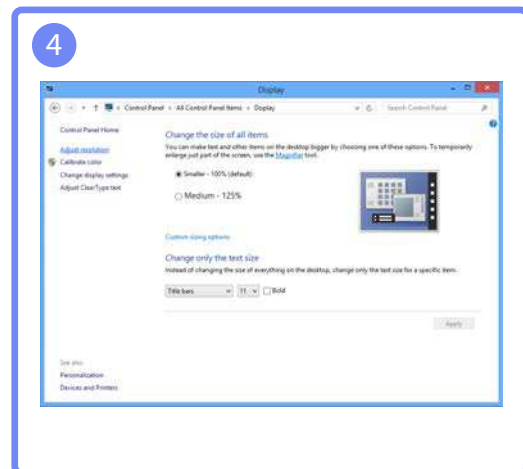 4
Display
Control Panel › All Control Panel Items › Display
Search Control Panel
Control Panel Home
Adjust resolution
Calibrate color
Change display settings
Adjust ClearType text
Change the size of all items
You can make text and other items on the desktop bigger by choosing one of these options. To temporarily
enlarge just part of the screen, use the Magnifier tool.
Smaller - 100% (default)
Medium - 125%
Custom sizing options
Change only the text size
Instead of changing the size of everything on the desktop, change only the text size for a specific item.
Title bars 11 Bold
Apply
See also
Personalization
Devices and Printers